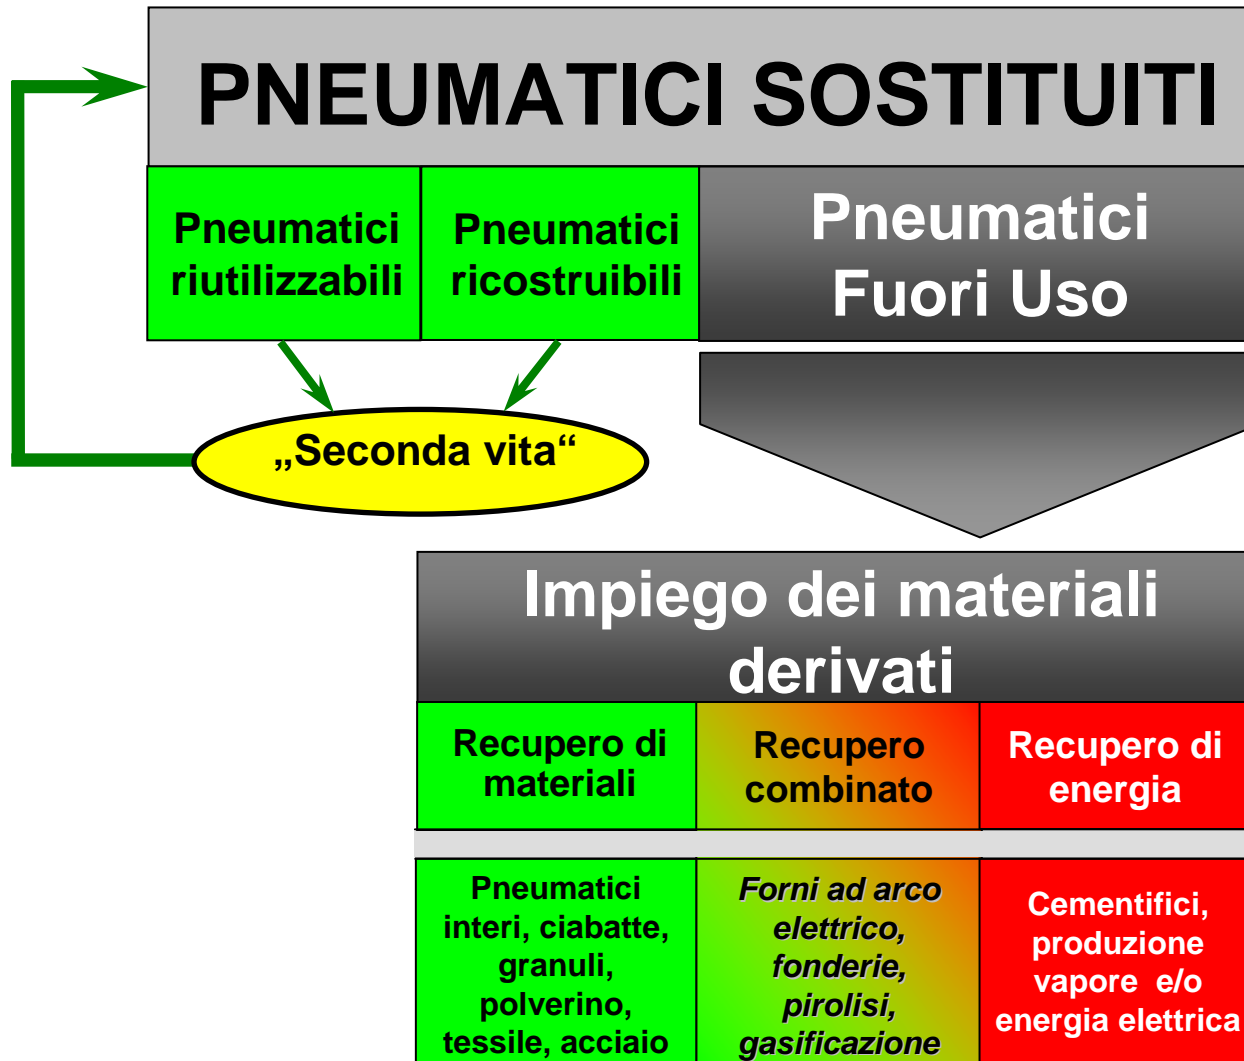 PNEUMATICI SOSTITUITI
Pneumatici
riutilizzabili
Pneumatici
ricostruibili
Pneumatici
Fuori Uso
„Seconda vita“
Impiego dei materiali
derivati
Recupero di
materiali
Recupero
combinato
Recupero di
energia
Pneumatici
interi, ciabatte,
granuli,
polverino,
tessile, acciaio
Forni ad arco
elettrico,
fonderie,
pirolisi,
gasificazione
Cementifici,
produzione
vapore  e/o
energia elettrica